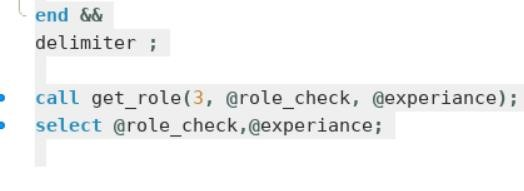 end &&
delimiter ;
call get_role(3, @role_check, @experiance);
select @role_check,@experiance;